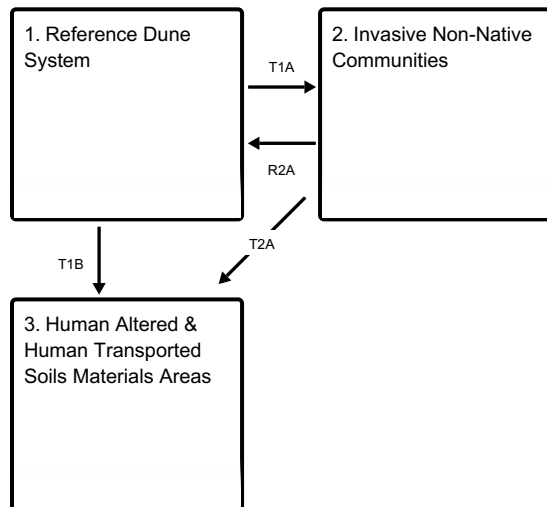 1. Reference Dune
System
2. Invasive Non-Native
Communities
T1A
R2A
T2A
T1B
3. Human Altered &
Human Transported
Soils Materials Areas